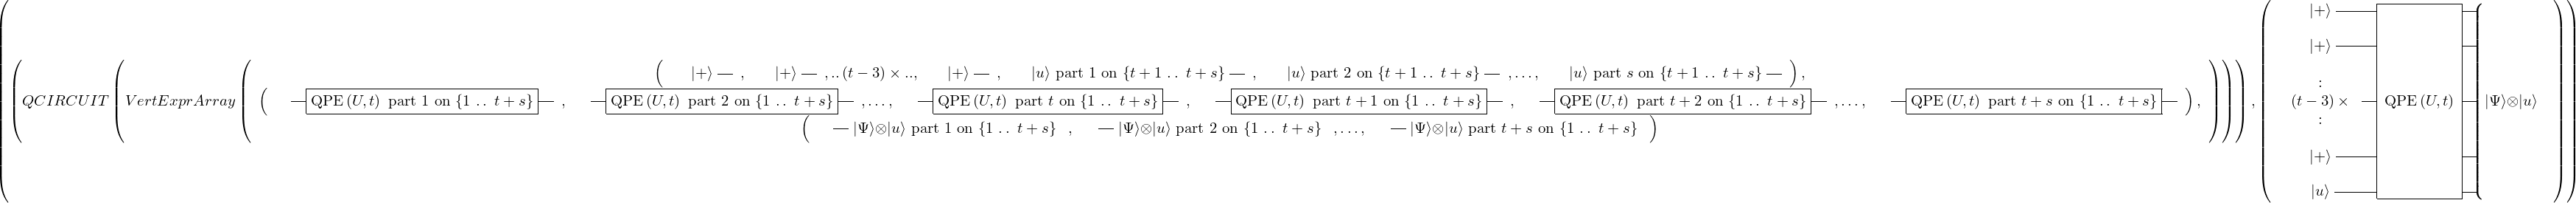 ( |+⟩ — , |+⟩ — , .. (t − 3) × .., |+⟩ — , |u⟩ part 1 on {t + 1 . . t + s} — , |u⟩ part 2 on {t + 1 . . t + s} — , . . . , |u⟩ part s on {t + 1 . . t + s} — ) ,
( ( QCIRCUIT ( VertExprArray ( ( — QPE (U, t) part 1 on {1 . . t + s} — , — QPE (U, t) part 2 on {1 . . t + s} — , . . . , — QPE (U, t) part t on {1 . . t + s} — , — QPE (U, t) part t + 1 on {1 . . t + s} — , — QPE (U, t) part t + 2 on {1 . . t + s} — , . . . , — QPE (U, t) part t + s on {1 . . t + s} — ) , ) ) ) ,
( — |Ψ⟩⊗|u⟩ part 1 on {1 . . t + s} , — |Ψ⟩⊗|u⟩ part 2 on {1 . . t + s} , . . . , — |Ψ⟩⊗|u⟩ part t + s on {1 . . t + s} )
( |+⟩ —
|+⟩ —
:
(t − 3) × — QPE (U, t) — |Ψ⟩⊗|u⟩ ) )
:
|+⟩ —
|u⟩ —